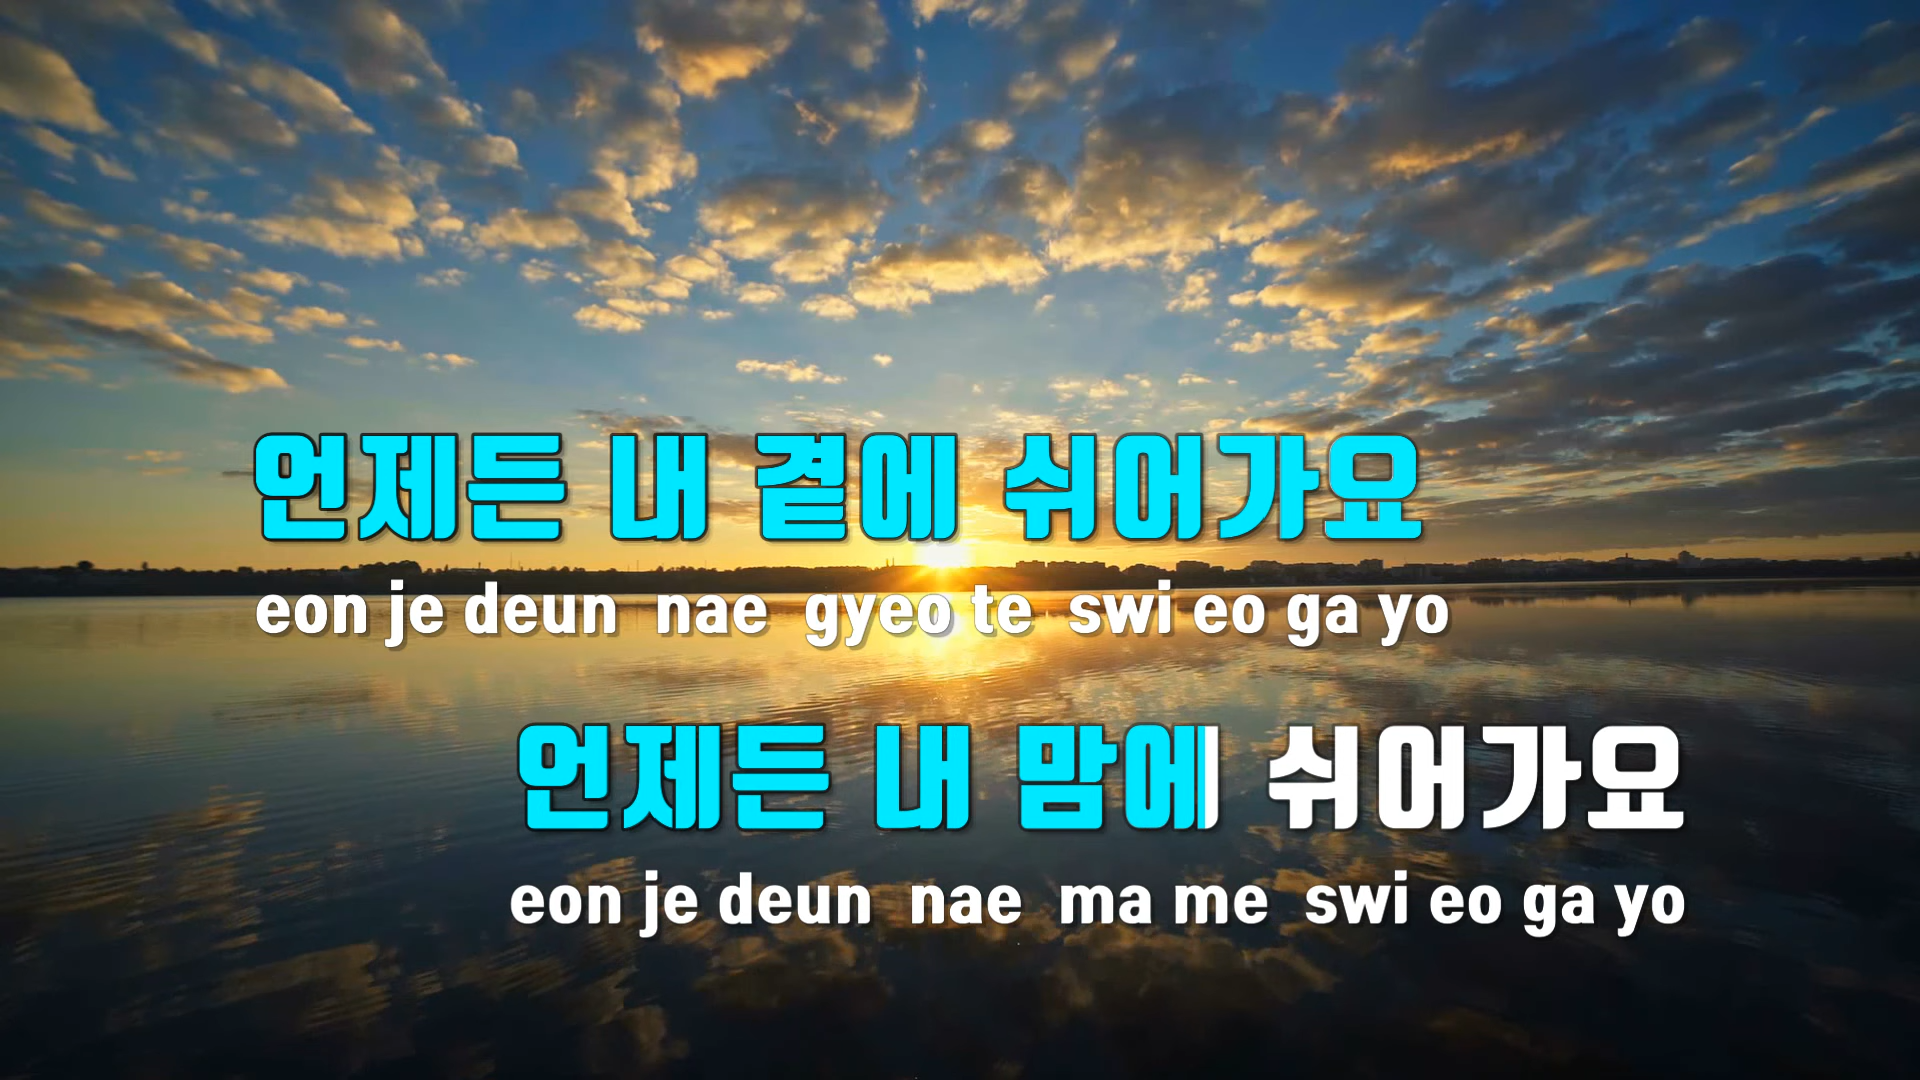 언제든 내 곁에 쉬어가요
eon je deun nae gyeo te swi eo ga yo
언제든 내 맘에 쉬어가요
eon je deun nae ma me swi eo ga yo